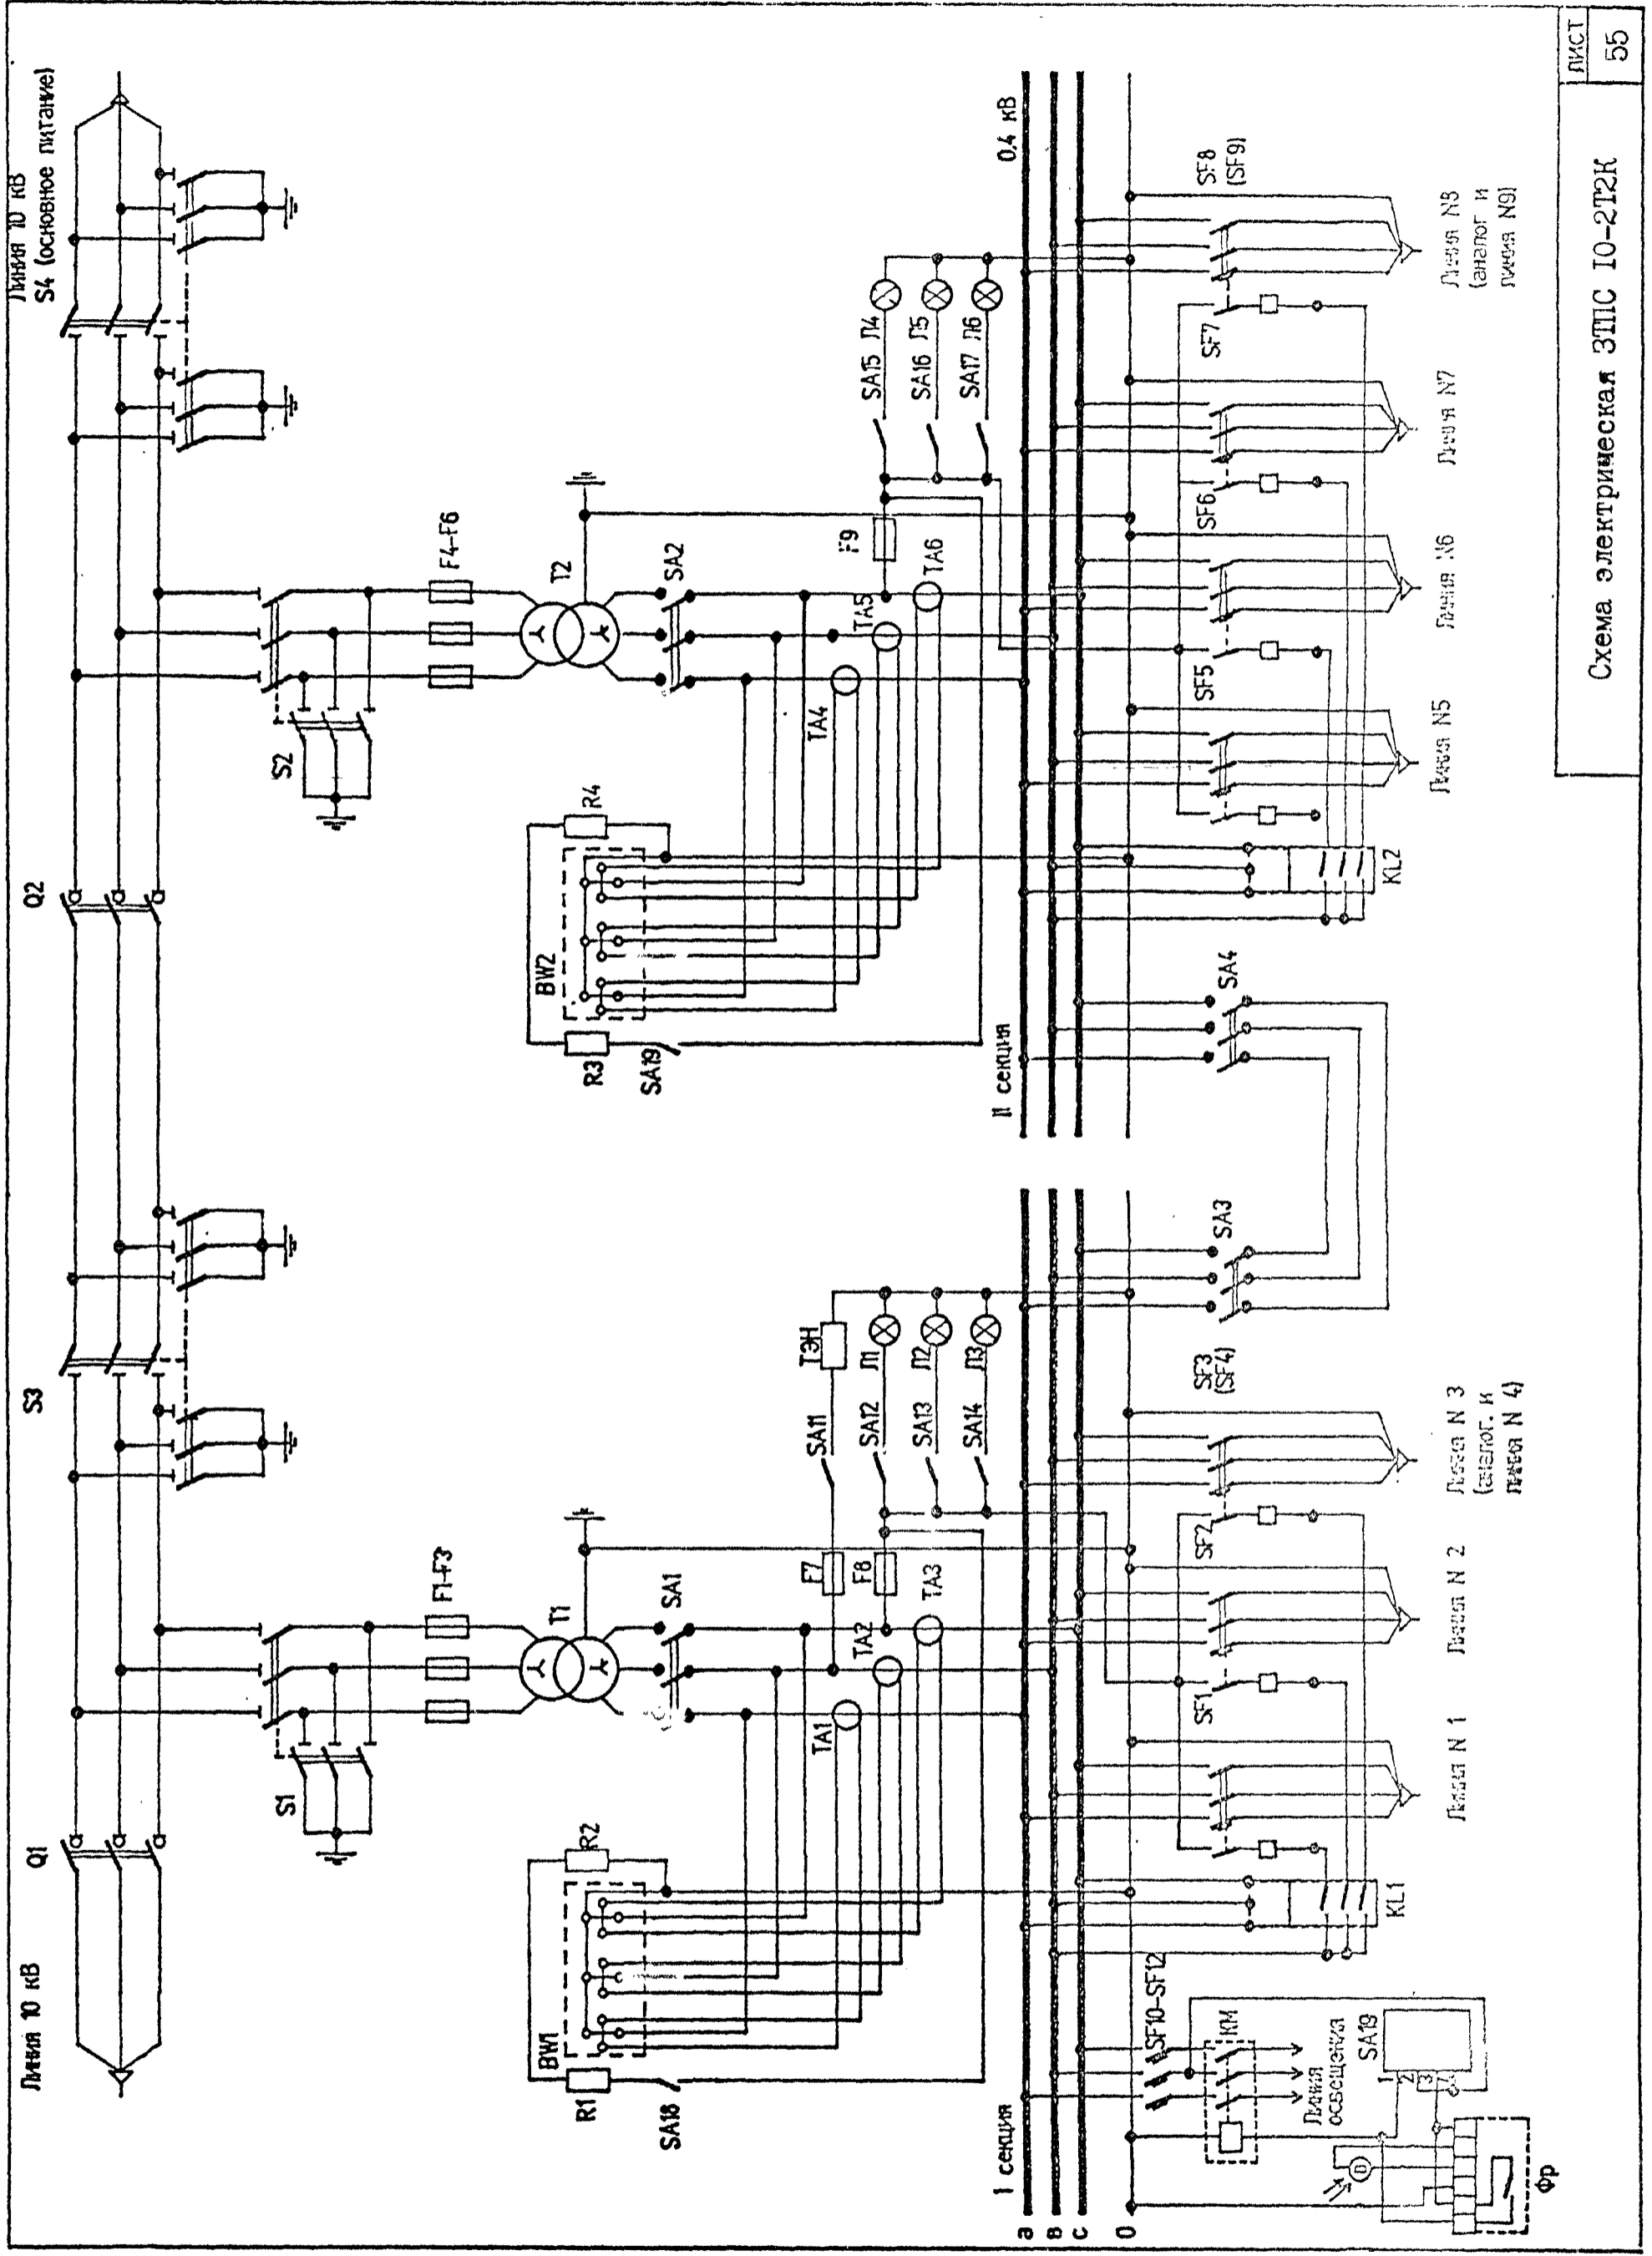 Линия 10 кВ
Q1
S3
Q2
Линия 10 кВ
S4 (основное питание)
S1
F1-F3
T1
SA1
S2
F4-F6
T2
SA2
BW1
R1
R2
SA18
TA1
TA2
TA3
F7
F8
SA11
ТЭН
SA12
Л1
SA13
Л2
SA14
Л3
BW2
R3
R4
SA19
TA4
TA5
TA6
F9
SA15
Л4
SA16
Л5
SA17
Л6
I секция
II секция
0,4 кВ
а
в
с
0
SF10-SF12
KM
Линия
освещения
SA19
1
2
3
Фр
KL1
SF1
SF2
SF3
(SF4)
SA3
SA4
KL2
SF5
SF6
SF7
SF8
(SF9)
Линия N 1
Линия N 2
Линия N 3
(аналог. и
линия N 4)
Линия N5
Линия N6
Линия N7
Линия N8
(аналог. и
линия N9)
Схема электрическая ЗТПС 10-2Т2К
ЛИСТ
55